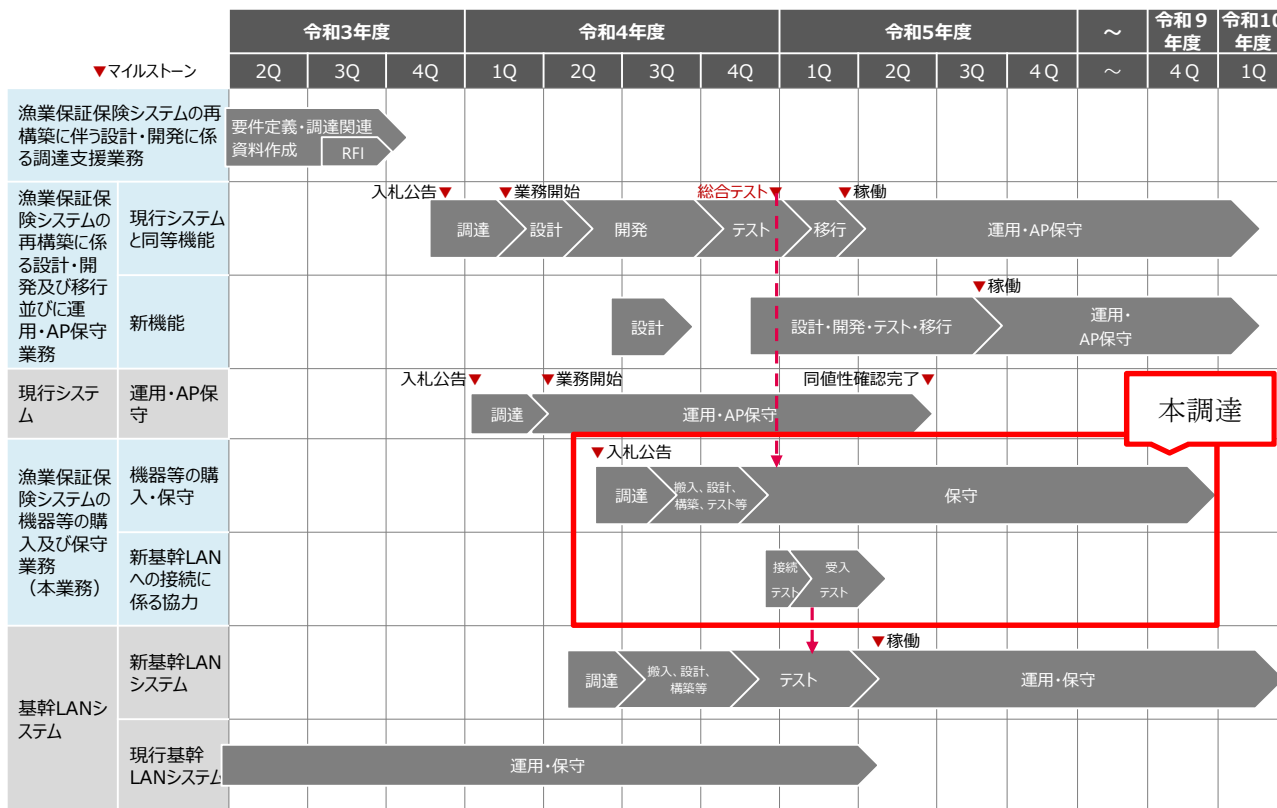 令和3年度
令和4年度
令和5年度
～
令和9
年度
令和10
年度
▼マイルストーン
2Q
3Q
4Q
1Q
2Q
3Q
4Q
1Q
2Q
3Q
4Q
～
4Q
1Q
漁業保証保険システムの再
構築に伴う設計・開発に係
る調達支援業務
要件定義・調達関連
資料作成
RFI
漁業保証保
険システムの
再構築に係
る設計・開
発及び移行
並びに運
用・AP保守
業務
現行システム
と同等機能
入札公告▼
▼業務開始
総合テスト▼
▼稼働
調達
設計
開発
テスト
移行
運用・AP保守
新機能
▼稼働
設計
設計・開発・テスト・移行
運用・
AP保守
現行システ
ム
運用・AP保
守
入札公告▼
▼業務開始
同値性確認完了▼
調達
運用・AP保守
本調達
漁業保証保
険システムの
機器等の購
入及び保守
業務
（本業務）
機器等の購
入・保守
▼入札公告
調達
搬入、設計、
構築、テスト等
保守
新基幹LAN
への接続に
係る協力
接続
テスト
受入
テスト
基幹LANシ
ステム
新基幹LAN
システム
▼稼働
調達
搬入、設計、
構築等
テスト
運用・保守
現行基幹
LANシステム
運用・保守